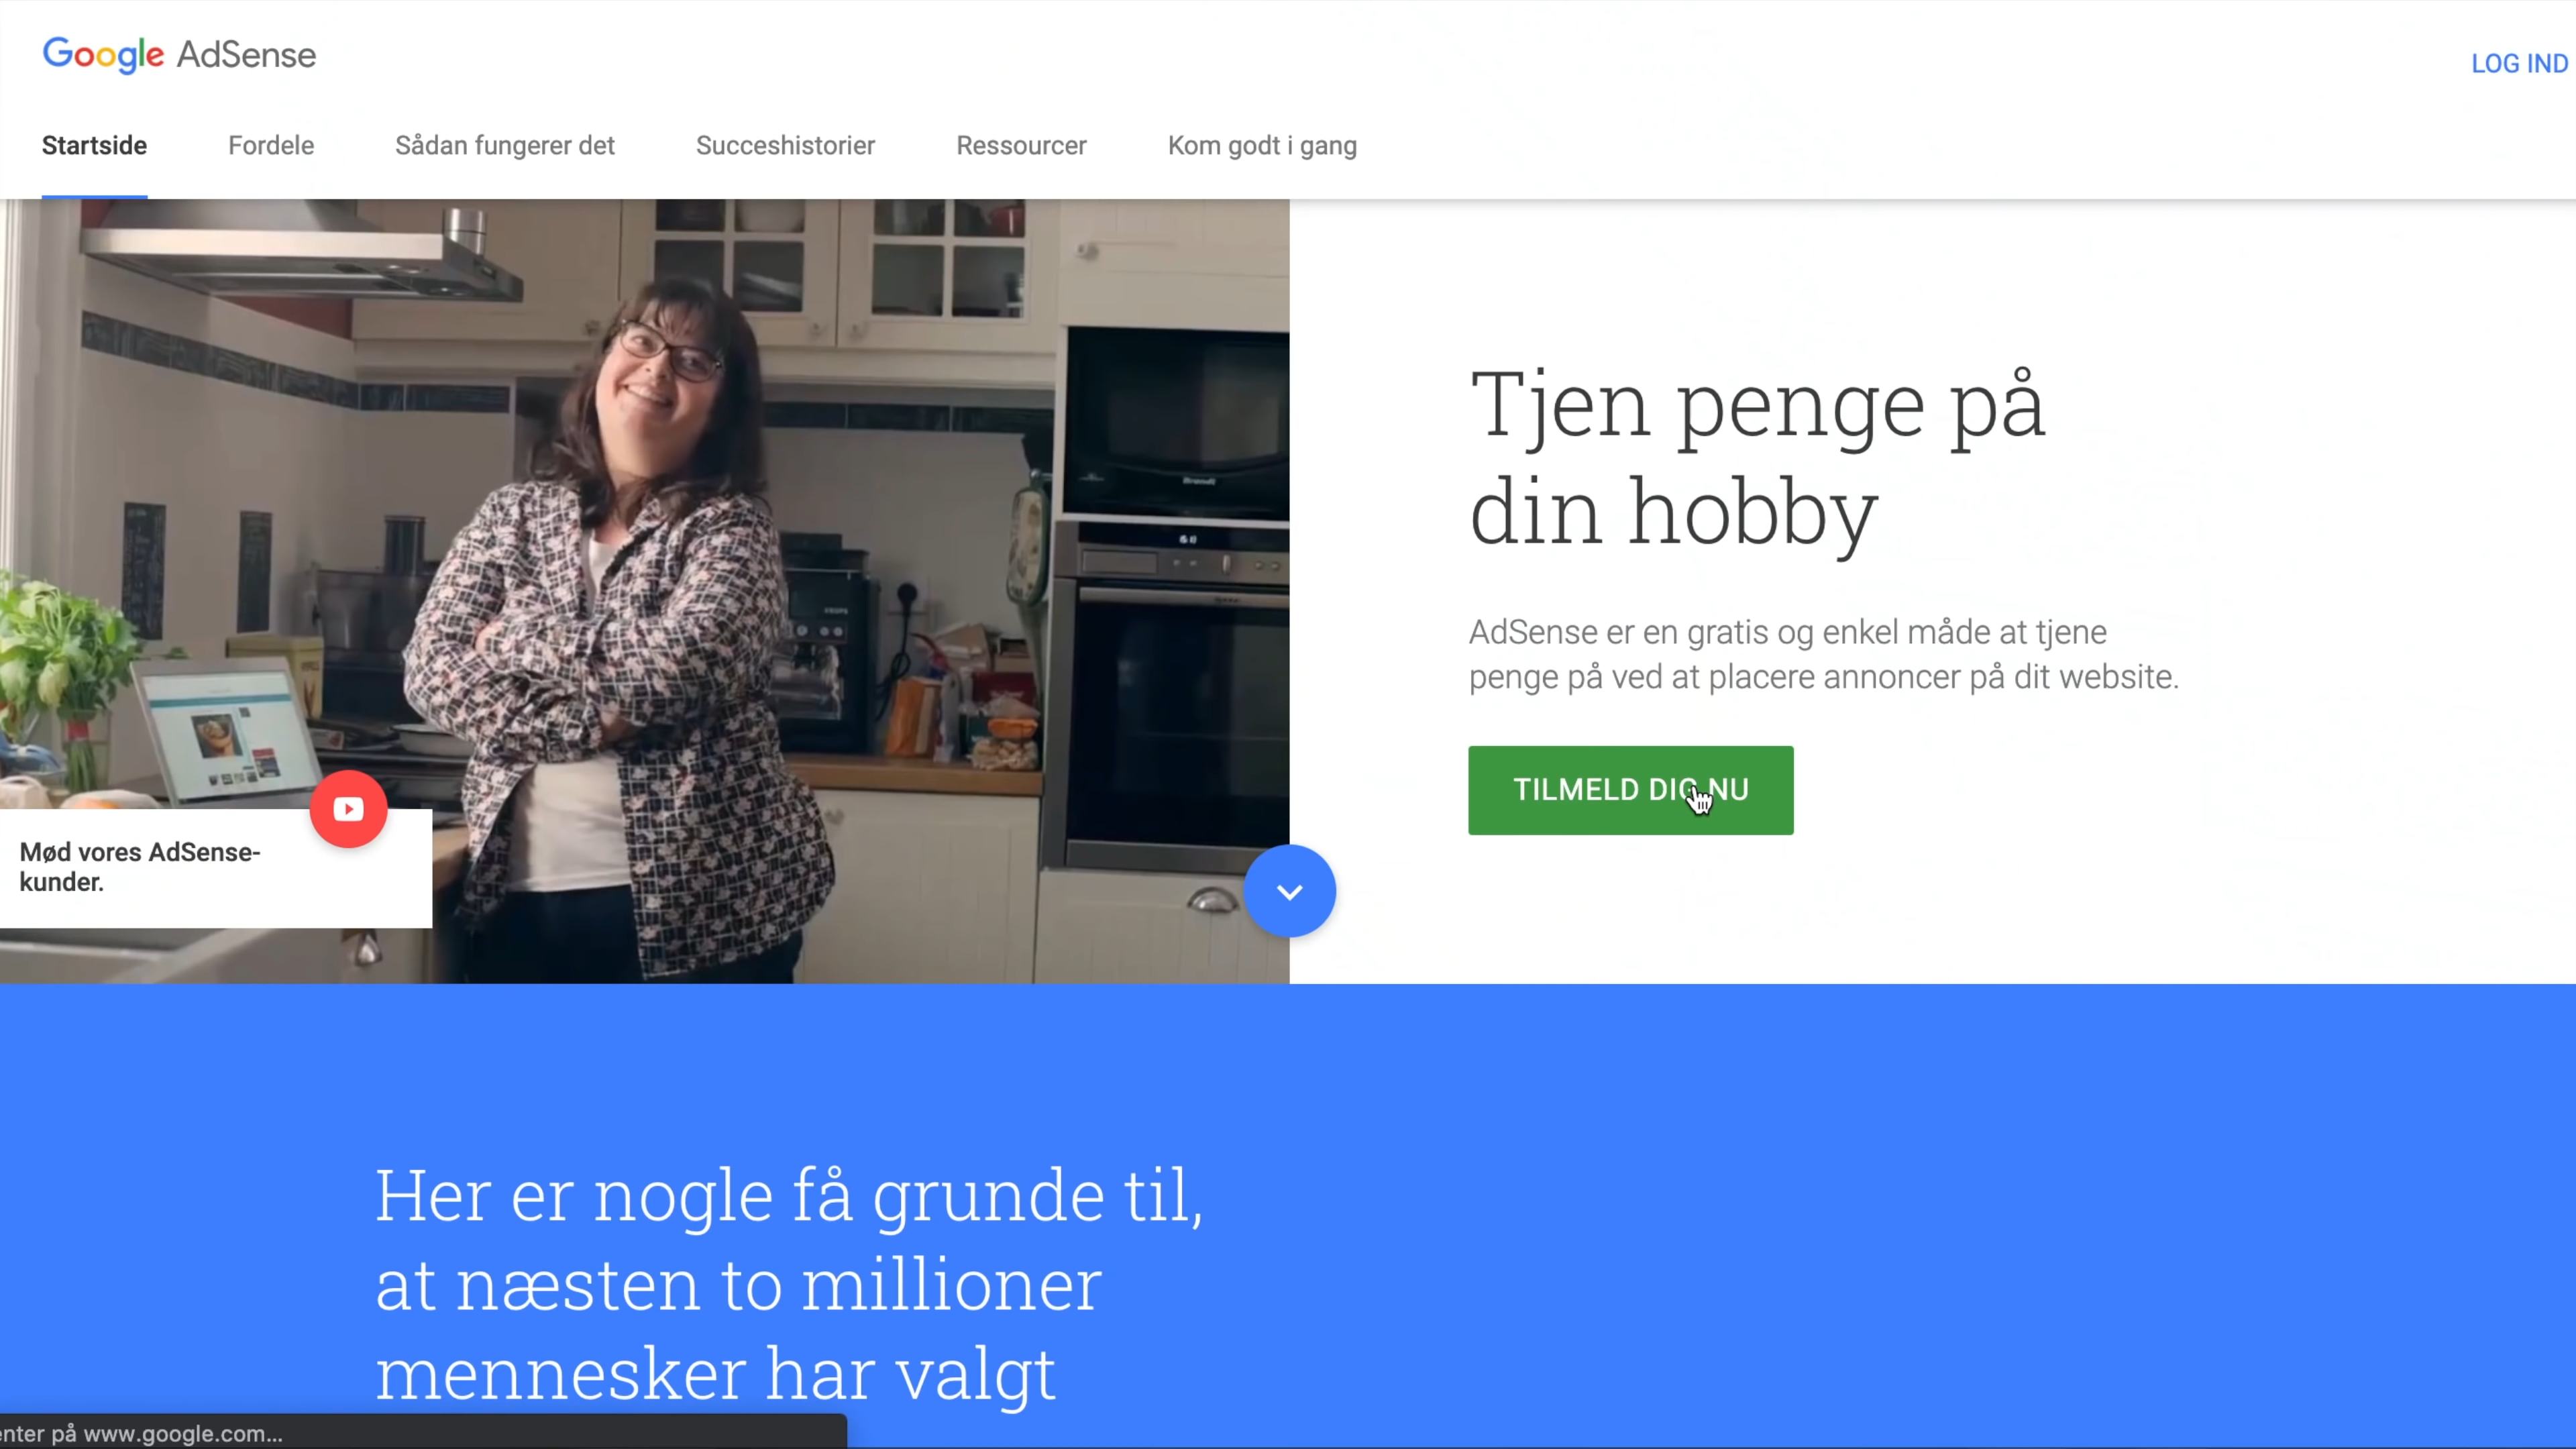 Google AdSense
LOG IND
Startside
Fordele
Sådan fungerer det
Succeshistorier
Ressourcer
Kom godt i gang
Tjen penge på
din hobby
AdSense er en gratis og enkel måde at tjene
penge på ved at placere annoncer på dit website.
TILMELD DIG NU
Mød vores AdSense-
kunder.
Her er nogle få grunde til,
at næsten to millioner
mennesker har valgt
på www.google.com...